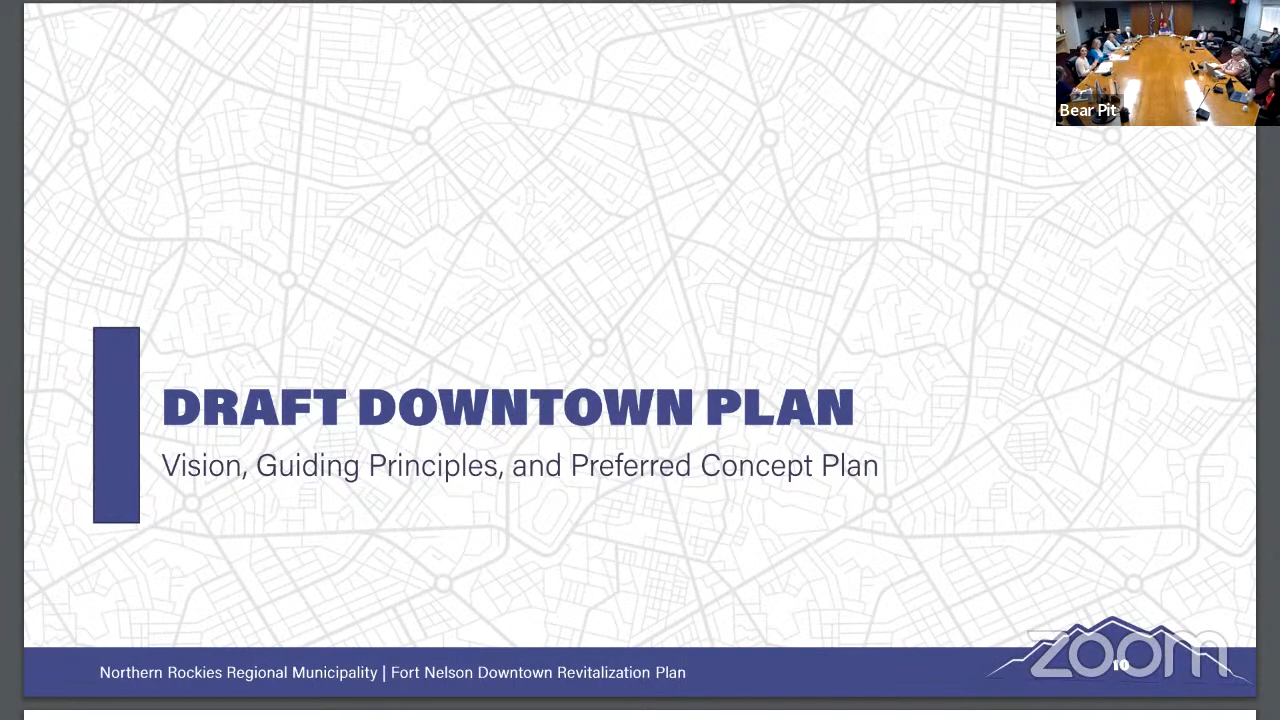 Bear Pit
DRAFT DOWNTOWN PLAN
Vision, Guiding Principles, and Preferred Concept Plan
Northern Rockies Regional Municipality | Fort Nelson Downtown Revitalization Plan
10
zoom